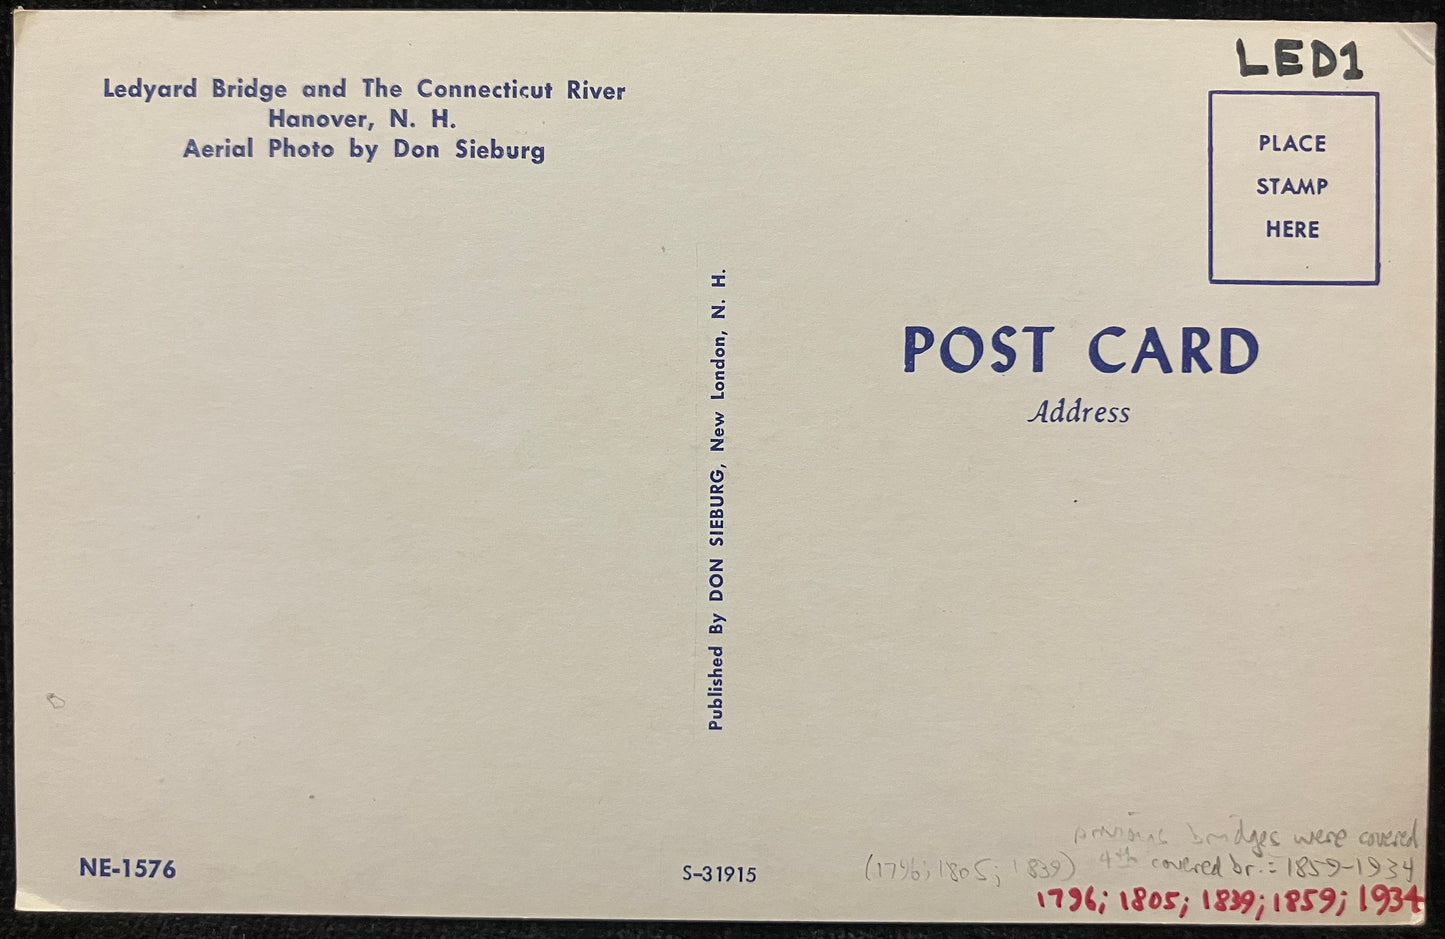 LED1
Ledyard Bridge and The Connecticut River
Hanover, N. H.
Aerial Photo by Don Sieburg
PLACE
STAMP
HERE
Published By DON SIEBURG, New London, N. H.
POST CARD
Address
previous bridges were covered
(1796; 1805; 1839) 4th covered br.: 1859-1934
1796; 1805; 1839; 1859; 1934
NE-1576
S-31915